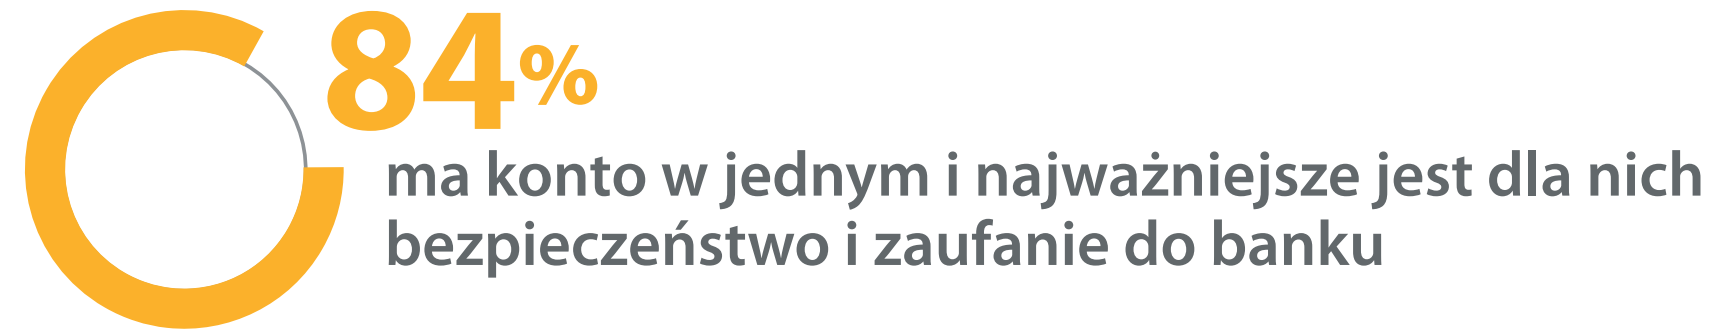 84%
ma konto w jednym i najważniejsze jest dla nich
bezpieczeństwo i zaufanie do banku